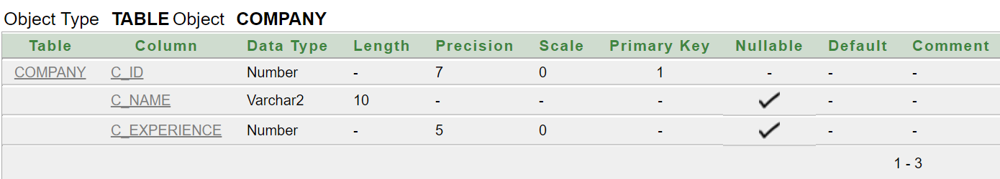 Object Type TABLE Object COMPANY
Table Column Data Type Length Precision Scale Primary Key Nullable Default Comment
COMPANY C_ID Number - 7 0 1 - - -
C_NAME Varchar2 10 - - - ✓ - -
C_EXPERIENCE Number - 5 0 - ✓ - -
1 - 3